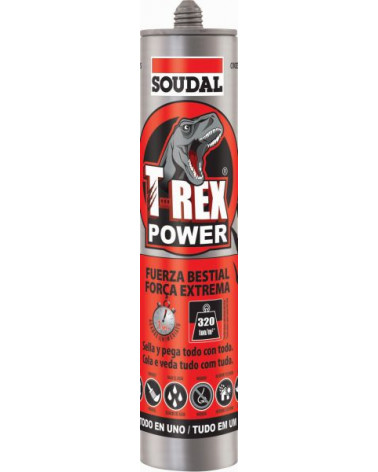 SOUDAL
T-REX®
POWER
FUERZA BESTIAL
FORÇA EXTREMA
320
Sella y pega todo con todo.
Cola e veda tudo com tudo.
TODO EN UNO / TUDO EM UM